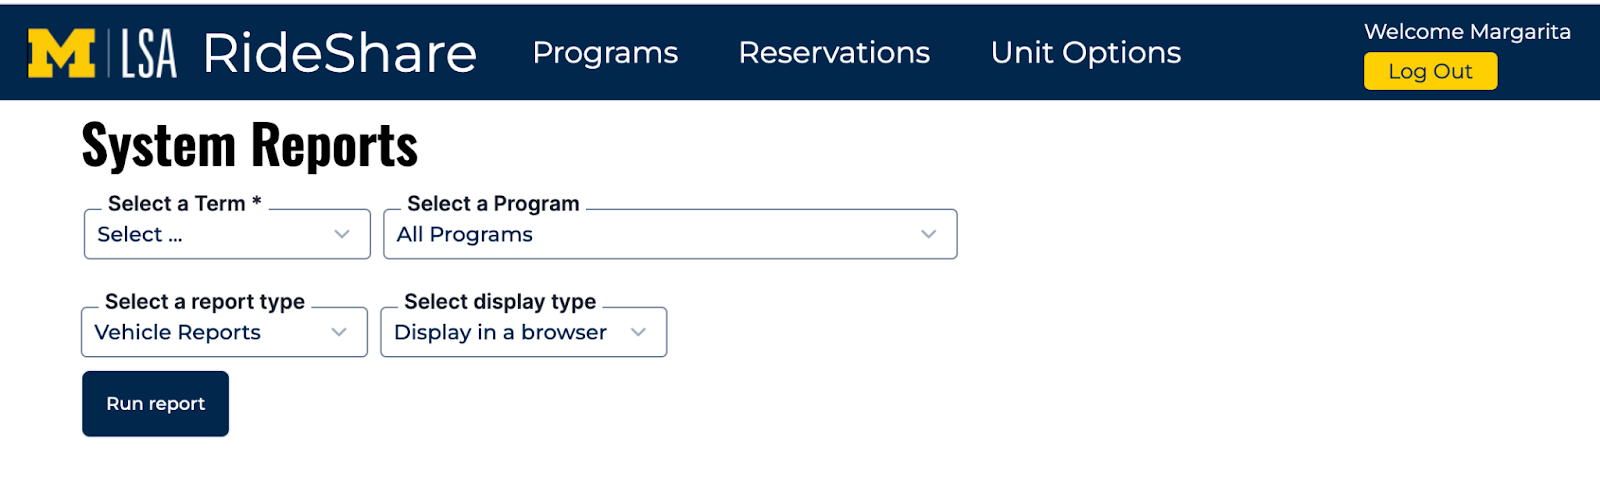 M | LSA RideShare Programs Reservations Unit Options Welcome Margarita
Log Out
System Reports
Select a Term * Select a Program
Select ... All Programs
Select a report type Select display type
Vehicle Reports Display in a browser
Run report